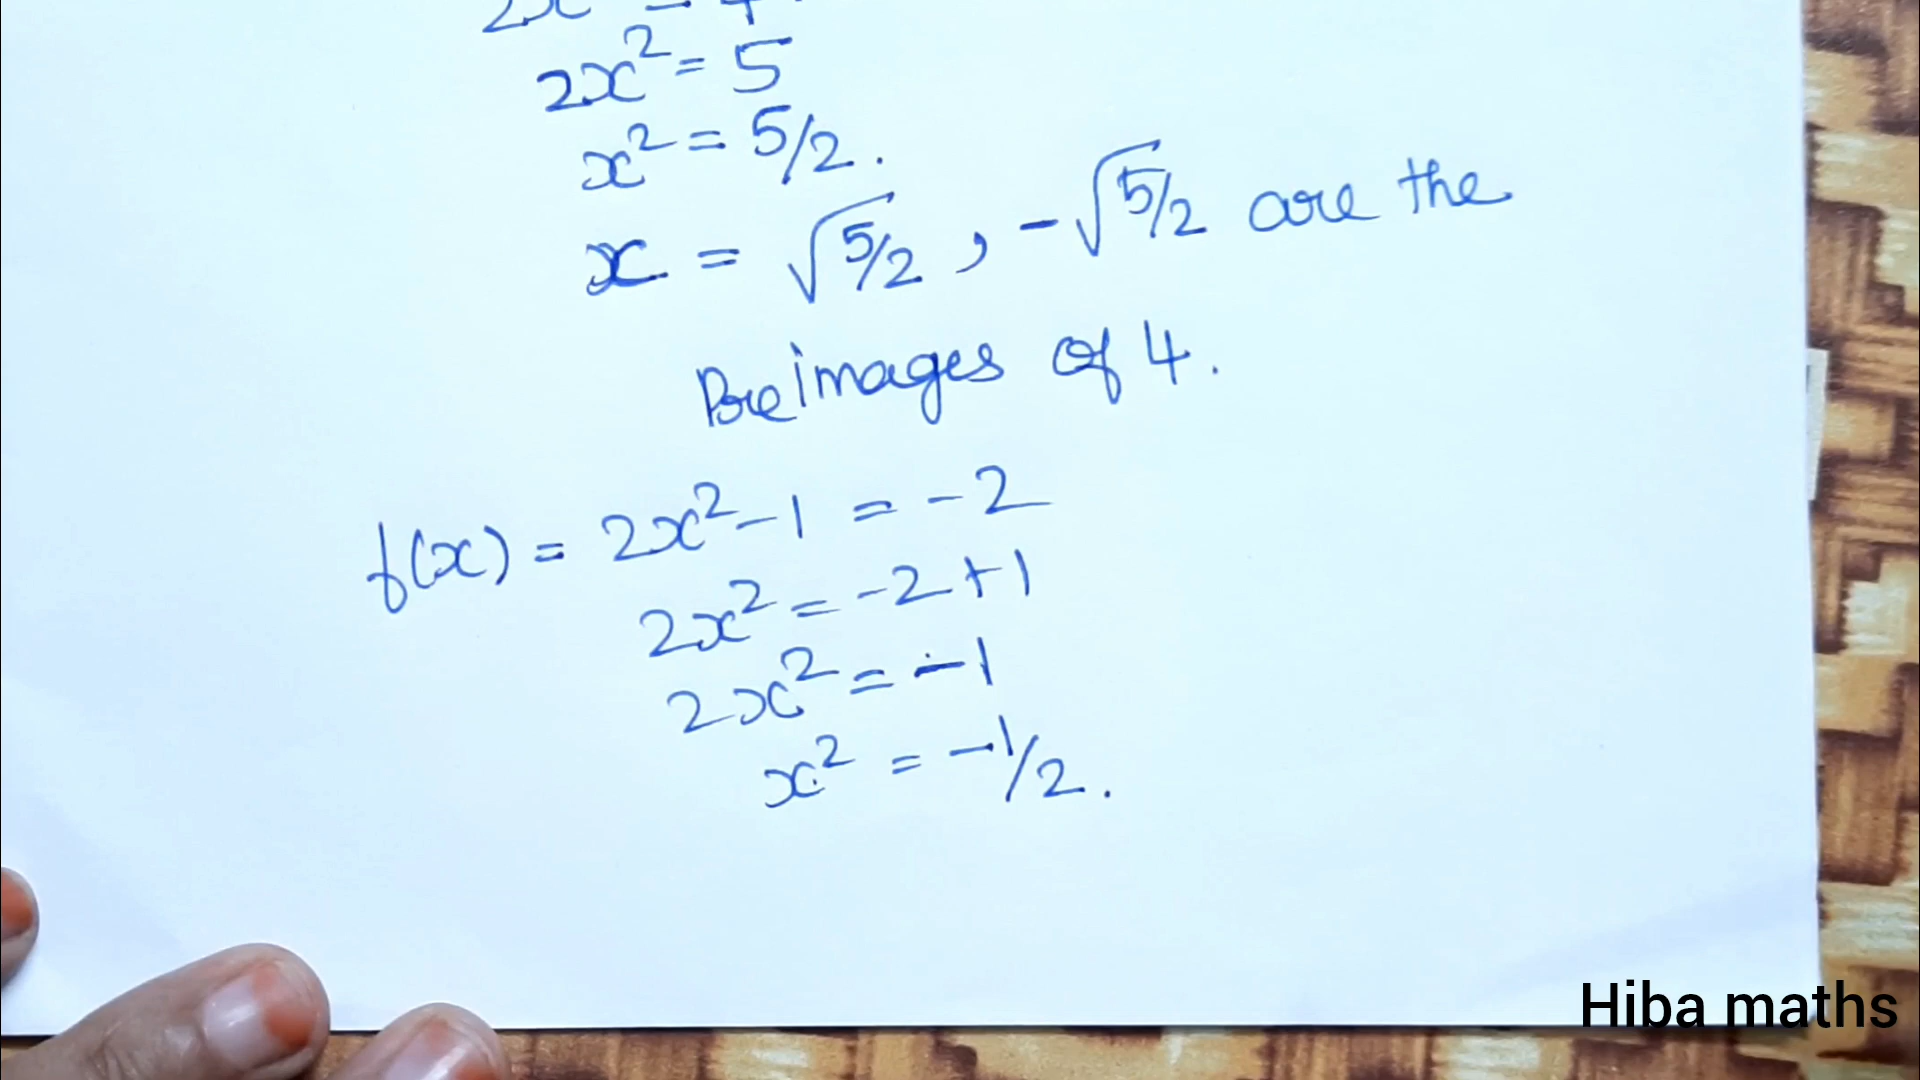 2x² = 5
x² = 5/2.
x = √5/2 , -√5/2 are the
Preimages of 4.
f(x) = 2x²-1 = -2
2x² = -2+1
2x² = -1
x² = -1/2.
Hiba maths